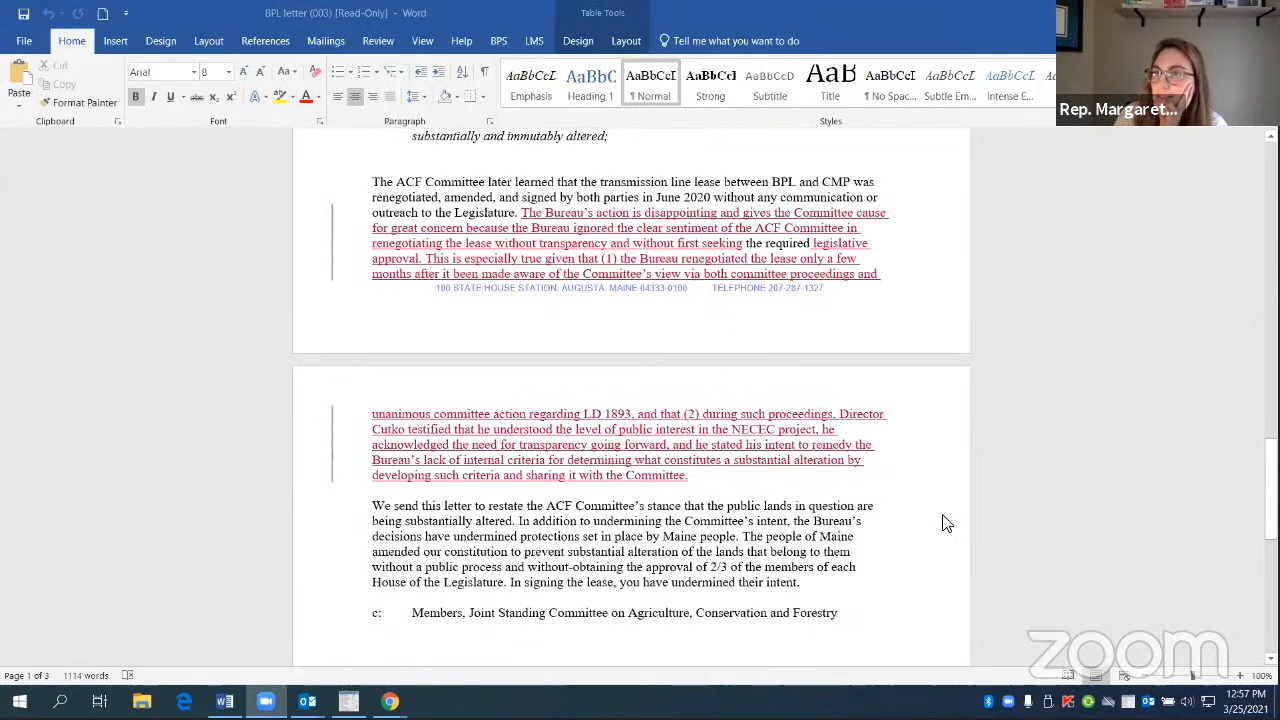 BPL letter (003) [Read-Only] - Word
Table Tools
File
Home
Insert
Design
Layout
References
Mailings
Review
View
BPS
LMS
Design
Layout
Tell me what you want to do
Paste
Cut
Copy
Format Painter
Clipboard
Arial
8
Font
Paragraph
AaBbCcL
Emphasis
AaBbC
Heading 1
AaBbCcI
¶ Normal
AaBbCcI
Strong
AaBbCcD
Subtitle
AaB
Title
AaBbCcI
¶ No Spac...
AaBbCcL
Subtle Em...
AaBbCcL
Intense E...
Styles
Rep. Margaret...
substantially and immutably altered;
The ACF Committee later learned that the transmission line lease between BPL and CMP was
renegotiated, amended, and signed by both parties in June 2020 without any communication or
outreach to the Legislature. The Bureau's action is disappointing and gives the Committee cause
for great concern because the Bureau ignored the clear sentiment of the ACF Committee in
renegotiating the lease without transparency and without first seeking the required legislative
approval. This is especially true given that (1) the Bureau renegotiated the lease only a few
months after it been made aware of the Committee's view via both committee proceedings and
100 STATE HOUSE STATION, AUGUSTA, MAINE 04333-0100 TELEPHONE 207-287-1327
unanimous committee action regarding LD 1893, and that (2) during such proceedings, Director
Cutko testified that he understood the level of public interest in the NECEC project, he
acknowledged the need for transparency going forward, and he stated his intent to remedy the
Bureau's lack of internal criteria for determining what constitutes a substantial alteration by
developing such criteria and sharing it with the Committee.
We send this letter to restate the ACF Committee's stance that the public lands in question are
being substantially altered. In addition to undermining the Committee's intent, the Bureau's
decisions have undermined protections set in place by Maine people. The people of Maine
amended our constitution to prevent substantial alteration of the lands that belong to them
without a public process and without-obtaining the approval of 2/3 of the members of each
House of the Legislature. In signing the lease, you have undermined their intent.
c: Members, Joint Standing Committee on Agriculture, Conservation and Forestry
zoom
Page 1 of 3
1114 words
100%
12:57 PM
3/25/2021